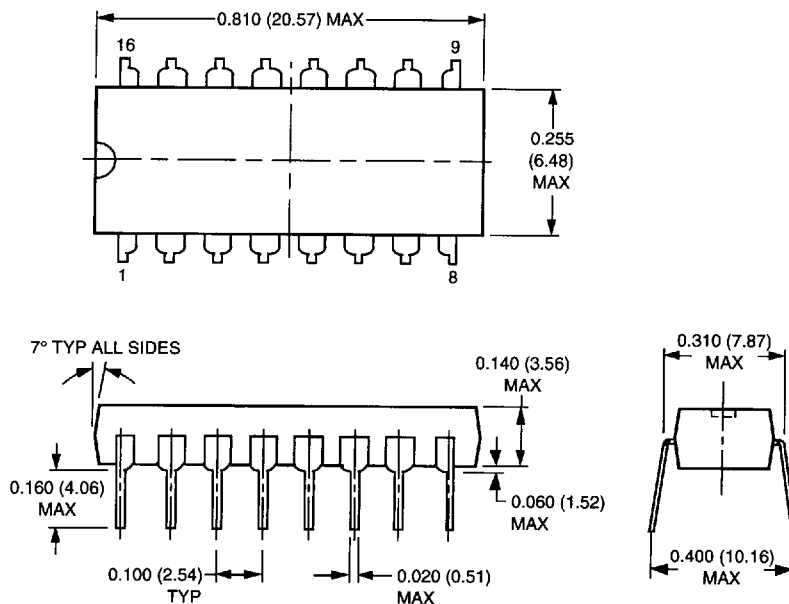 0.810 (20.57) MAX
16
9
0.255
(6.48)
MAX
1
8
7° TYP ALL SIDES
0.140 (3.56)
MAX
0.310 (7.87)
MAX
0.160 (4.06)
MAX
0.060 (1.52)
MAX
0.100 (2.54)
TYP
0.020 (0.51)
MAX
0.400 (10.16)
MAX